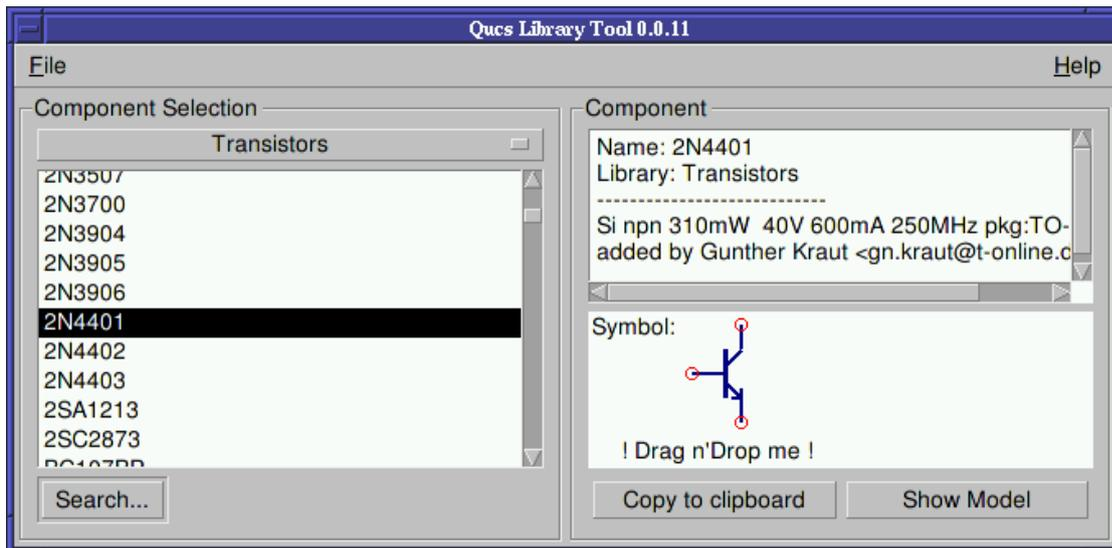 Qucs Library Tool 0.0.11
File
Help
Component Selection
Transistors
2N3507
2N3700
2N3904
2N3905
2N3906
2N4401
2N4402
2N4403
2SA1213
2SC2873
Search...
Component
Name: 2N4401
Library: Transistors
----------------------------
Si npn 310mW  40V 600mA 250MHz pkg:TO-
added by Gunther Kraut <gn.kraut@t-online.d
Symbol:
! Drag n'Drop me !
Copy to clipboard
Show Model